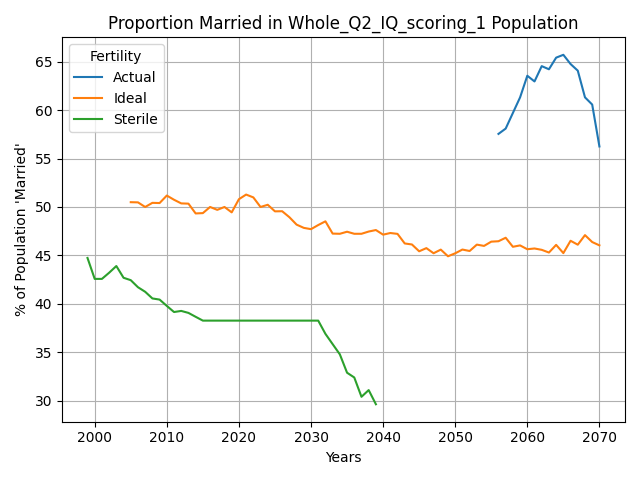 Proportion Married in Whole_Q2_IQ_scoring_1 Population
Fertility
Actual
Ideal
Sterile
% of Population 'Married'
65
60
55
50
45
40
35
30
2000 2010 2020 2030 2040 2050 2060 2070
Years